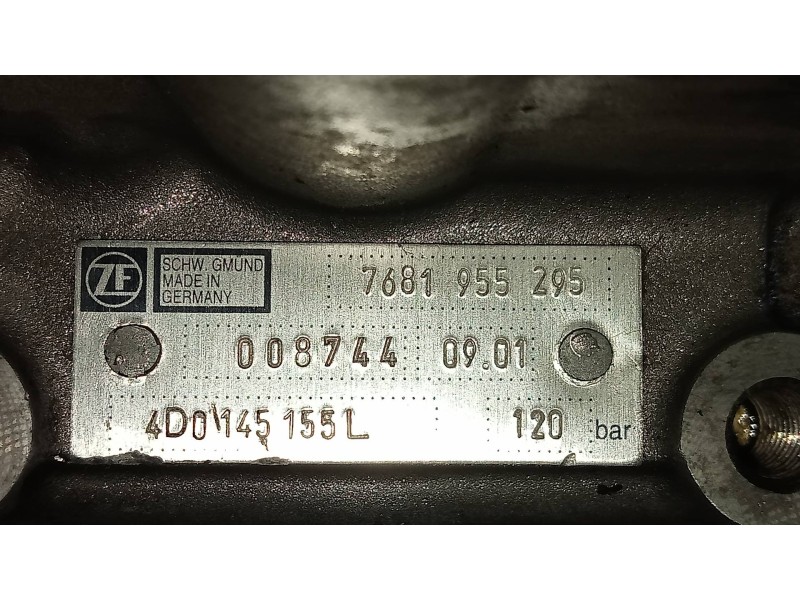 ZF SCHW. GMUND
MADE IN
GERMANY
7681 955 295
008744 09.01
4D0 145 155 L 120 bar